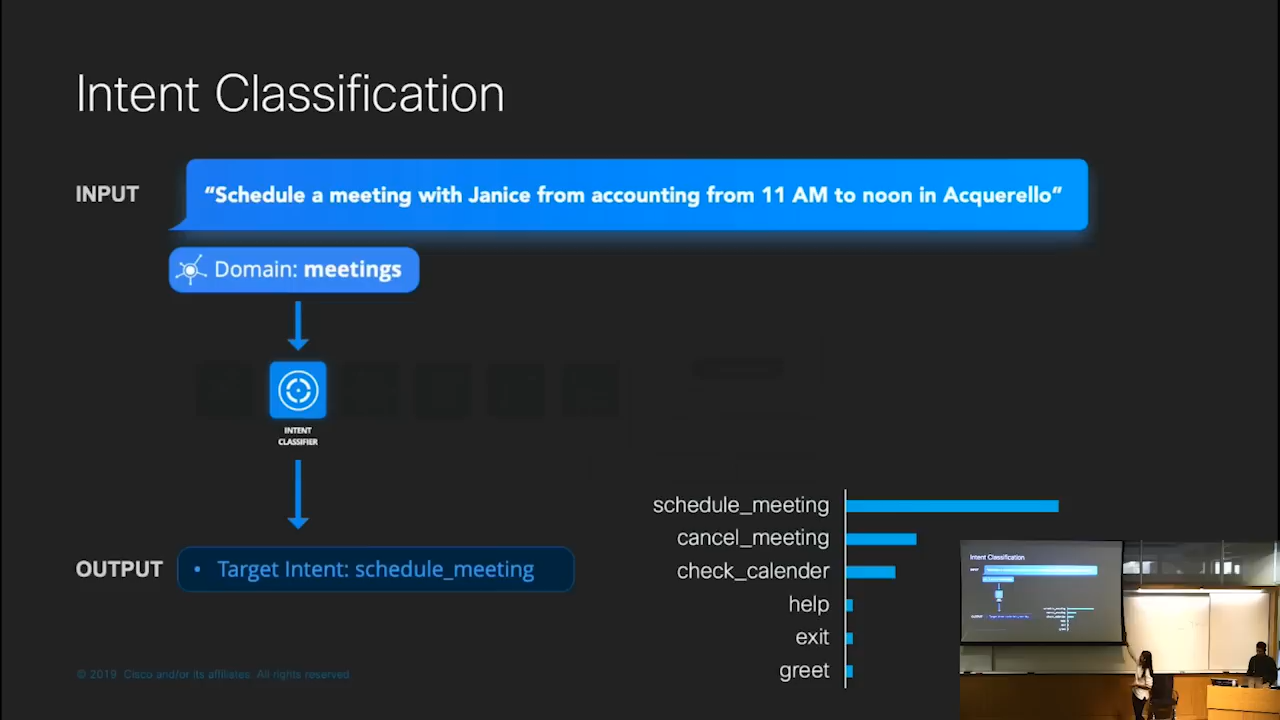 Intent Classification
INPUT
“Schedule a meeting with Janice from accounting from 11 AM to noon in Acquerello”
Domain: meetings
INTENT
CLASSIFIER
OUTPUT
• Target Intent: schedule_meeting
schedule_meeting
cancel_meeting
check_calender
help
exit
greet
© 2019 Cisco and/or its affiliates. All rights reserved.
Intent Classification